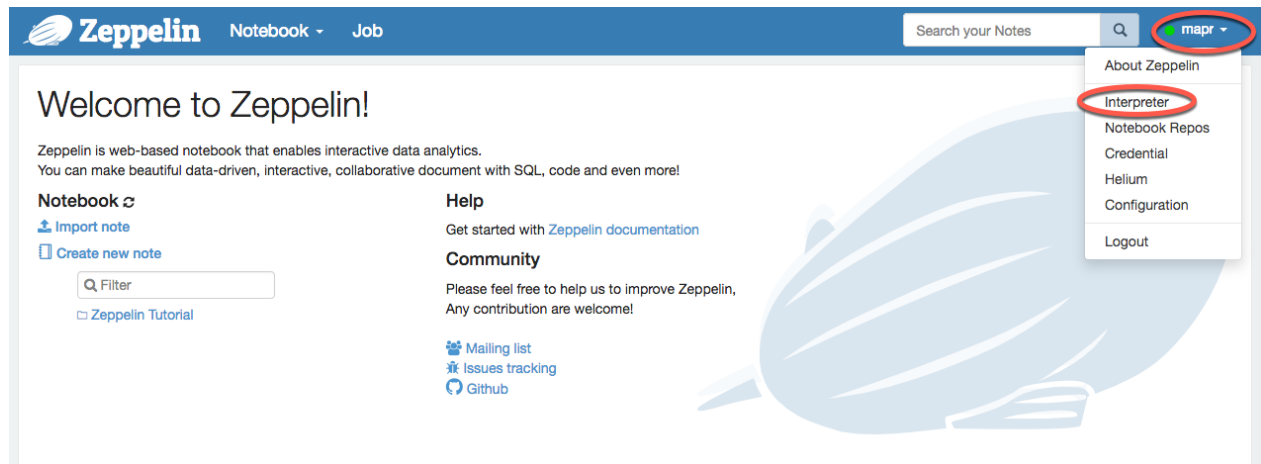 Zeppelin Notebook Job Search your Notes mapr
About Zeppelin
Interpreter
Notebook Repos
Credential
Helium
Configuration
Logout
Welcome to Zeppelin!
Zeppelin is web-based notebook that enables interactive data analytics.
You can make beautiful data-driven, interactive, collaborative document with SQL, code and even more!
Notebook
Import note
Create new note
Filter
Zeppelin Tutorial
Help
Get started with Zeppelin documentation
Community
Please feel free to help us to improve Zeppelin,
Any contribution are welcome!
Mailing list
Issues tracking
Github